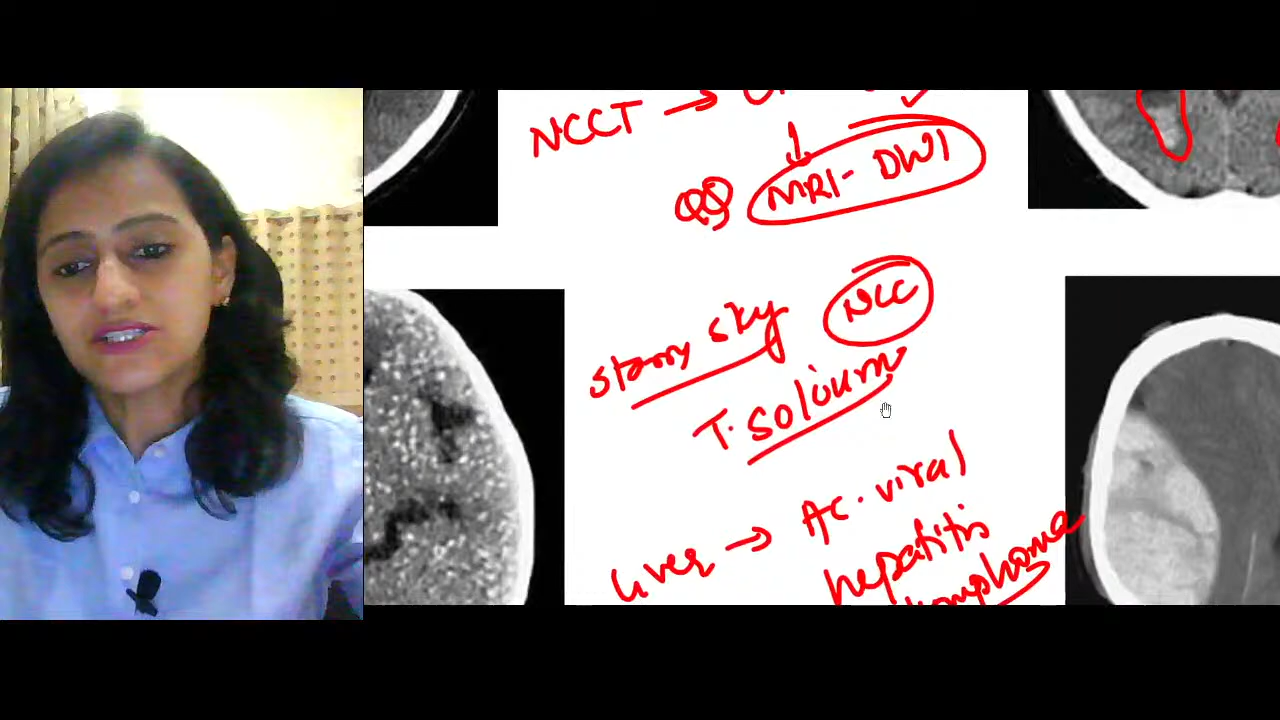 NCCT →
MRI- DWI
starry sky NCC
T. Solium
liver → Ac. viral
hepatitis